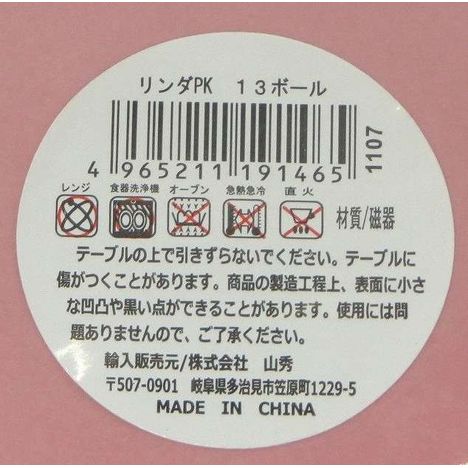 リンダPK　１３ボール
4 965211 191465
1107
レンジ 食器洗浄機 オーブン 急熱急冷 直火
材質/磁器
テーブルの上で引きずらないでください。テーブルに
傷がつくことがあります。商品の製造工程上、表面に小さ
な凹凸や黒い点ができることがあります。使用には問
題ありませんので、ご了承ください。
輸入販売元/株式会社　山秀
〒507-0901　岐阜県多治見市笠原町1229-5
MADE IN CHINA